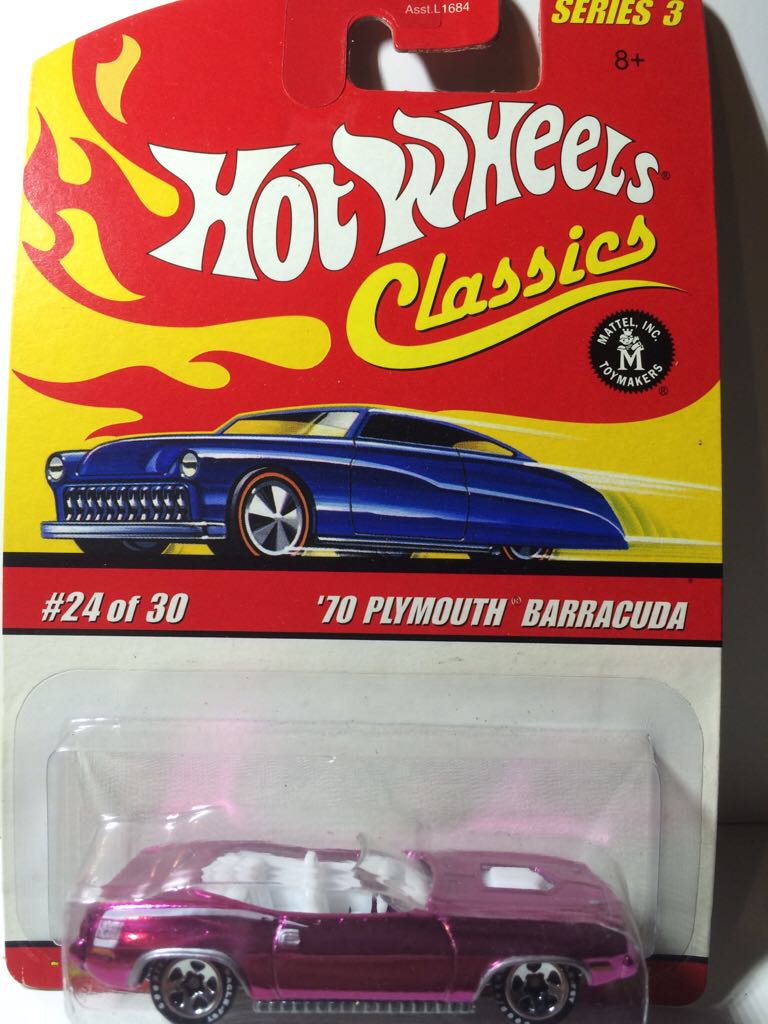 Asst.L1684
SERIES 3
8+
HOT WHEELS®
Classics
MATTEL, INC.
M
TOYMAKERS
®
#24 of 30
'70 PLYMOUTH® BARRACUDA